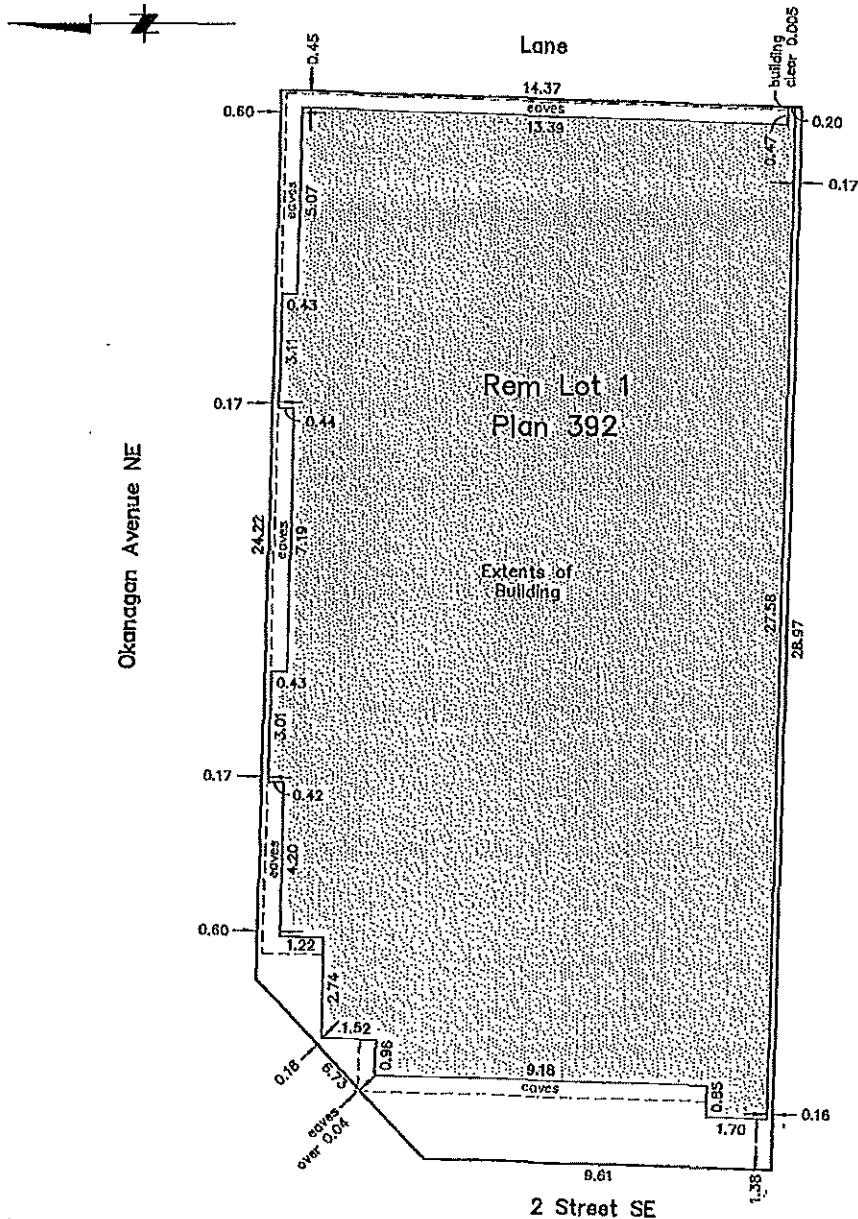 Lane
building
clear 0.005
0.45
14.37
0.60
eaves
13.39
0.47
0.20
0.17
eaves
5.07
0.43
3.11
Rem Lot 1
Plan 392
0.17
0.44
Okanagan Avenue NE
24.22
eaves
7.19
Extents of
Building
27.58
28.97
0.43
3.01
0.17
0.42
eaves
4.20
0.60
1.22
2.74
1.52
0.98
0.18
6.73
9.18
eaves
0.85
eaves
over 0.04
1.70
0.16
9.61
1.38
2 Street SE